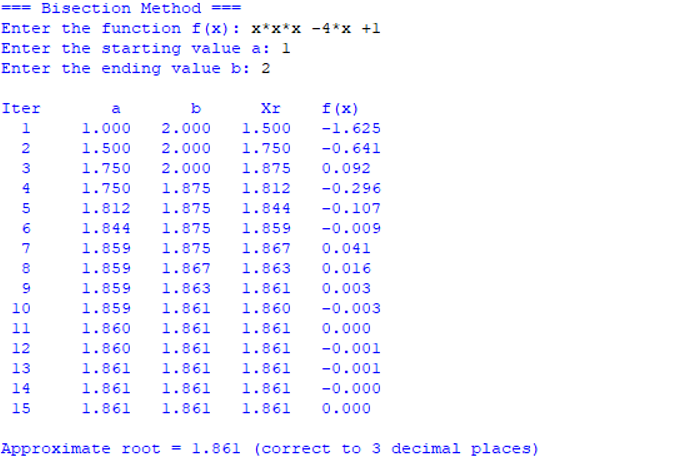 === Bisection Method ===
Enter the function f(x): x*x*x -4*x +1
Enter the starting value a: 1
Enter the ending value b: 2
Iter a b Xr f(x)
1 1.000 2.000 1.500 -1.625
2 1.500 2.000 1.750 -0.641
3 1.750 2.000 1.875 0.092
4 1.750 1.875 1.812 -0.296
5 1.812 1.875 1.844 -0.107
6 1.844 1.875 1.859 -0.009
7 1.859 1.875 1.867 0.041
8 1.859 1.867 1.863 0.016
9 1.859 1.863 1.861 0.003
10 1.859 1.861 1.860 -0.003
11 1.860 1.861 1.861 0.000
12 1.860 1.861 1.861 -0.001
13 1.861 1.861 1.861 -0.001
14 1.861 1.861 1.861 -0.000
15 1.861 1.861 1.861 0.000
Approximate root = 1.861 (correct to 3 decimal places)